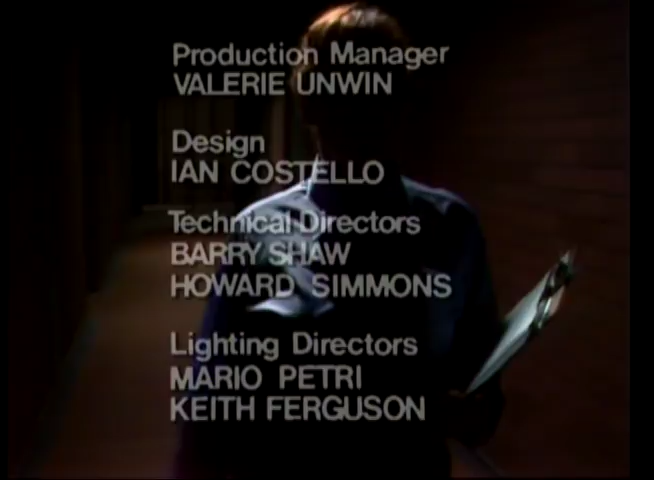 Production Manager
VALERIE UNWIN
Design
IAN COSTELLO
Technical Directors
BARRY SHAW
HOWARD SIMMONS
Lighting Directors
MARIO PETRI
KEITH FERGUSON